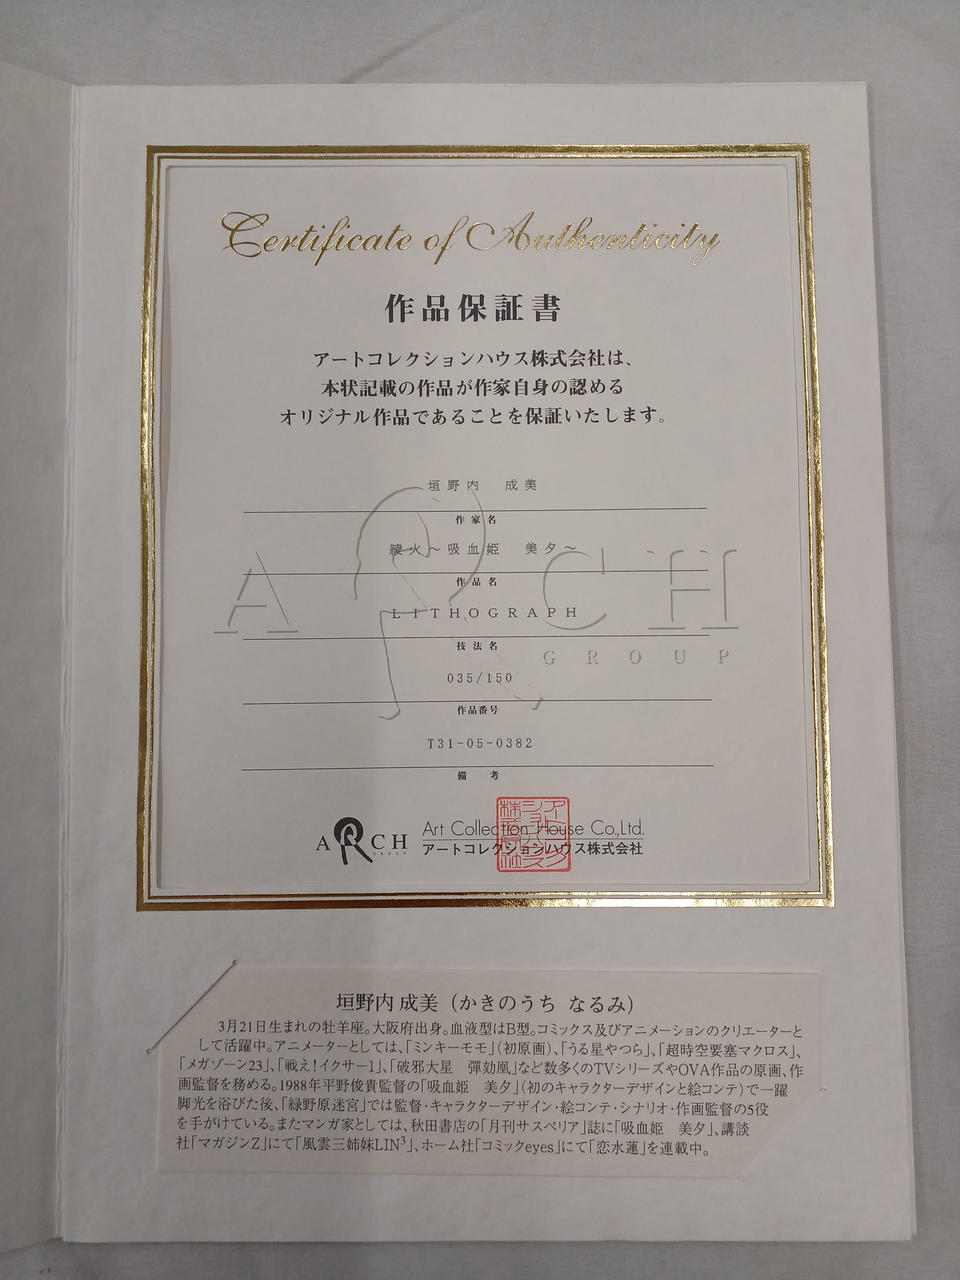 Certificate of Authenticity
作品保証書
アートコレクションハウス株式会社は、
本状記載の作品が作家自身の認める
オリジナル作品であることを保証いたします。
垣野内 成美
作家名
綾火～吸血姫 美夕～
作品名
LITHOGRAPH
技法名
ARCH
GROUP
035/150
作品番号
T31-05-0382
備 考
ARCH
GROUP
Art Collection House Co.,Ltd.
アートコレクションハウス株式会社
垣野内 成美（かきのうち なるみ）
3月21日生まれの牡羊座。大阪府出身。血液型はB型。コミックス及びアニメーションのクリエーターと
して活躍中。アニメーターとしては、「ミンキーモモ」（初原画）、「うる星やつら」、「超時空要塞マクロス」、
「メガゾーン23」、「戦え!イクサー1」、「破邪大星 彈劾凰」など数多くのTVシリーズやOVA作品の原画、作
画監督を務める。1988年平野俊貴監督の「吸血姫 美夕」（初のキャラクターデザインと絵コンテ）で一躍
脚光を浴びた後、「緑野原迷宮」では監督・キャラクターデザイン・絵コンテ・シナリオ・作画監督の5役
を手がけている。またマンガ家としては、秋田書店の「月刊サスペリア」誌に「吸血姫 美夕」、講談
社「マガジンZ」にて「風雲三姉妹LIN³」、ホーム社「コミックeyes」にて「恋水蓮」を連載中。